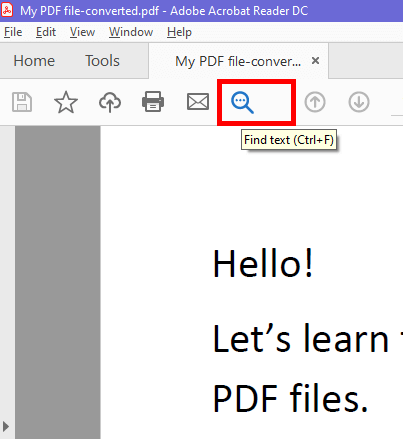 My PDF file-converted.pdf - Adobe Acrobat Reader DC
File Edit View Window Help
Home Tools My PDF file-conver... ×
Find text (Ctrl+F)
Hello!
Let’s learn
PDF files.